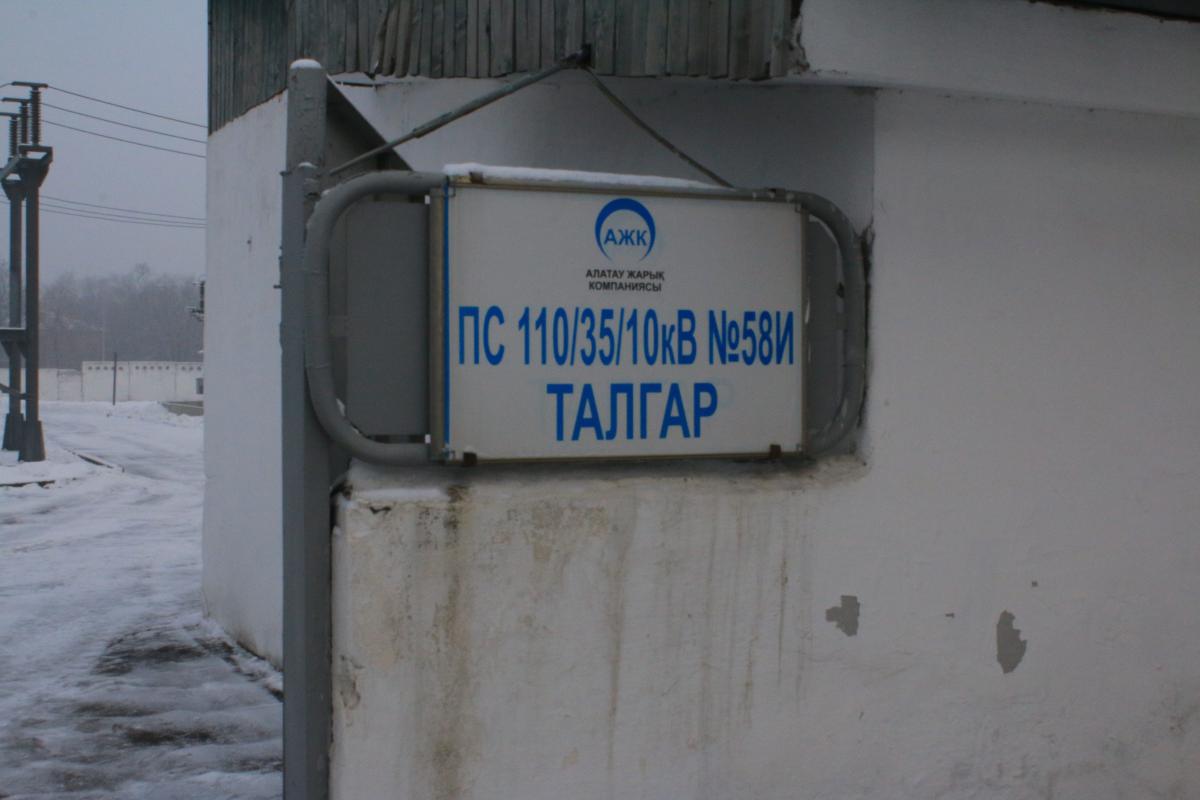 АЖК
АЛАТАУ ЖАРЫҚ
КОМПАНИЯСЫ
ПС 110/35/10кВ №58И
ТАЛГАР